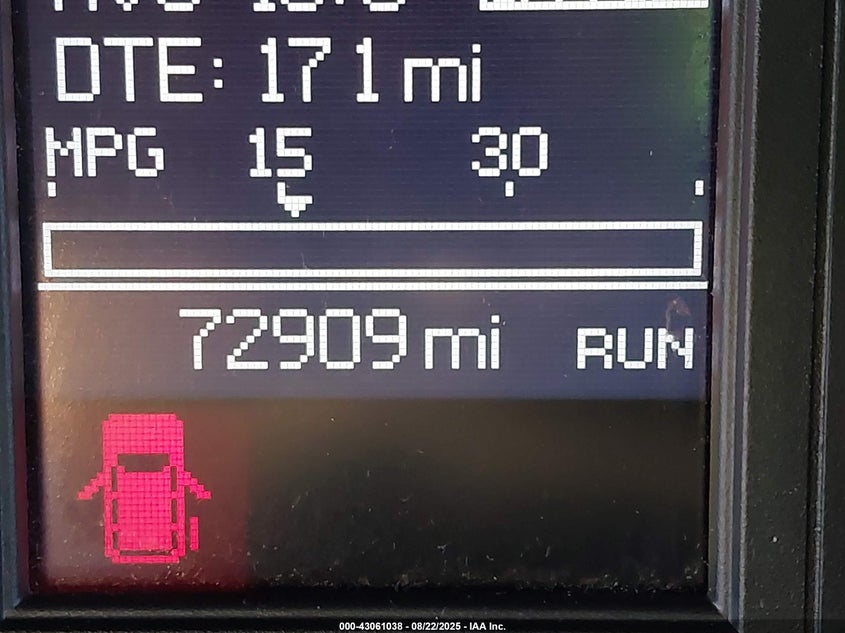 DTE: 171 mi
MPG 15 30
72909 mi RUN
000-43061038 - 08/22/2025 - IAA Inc.